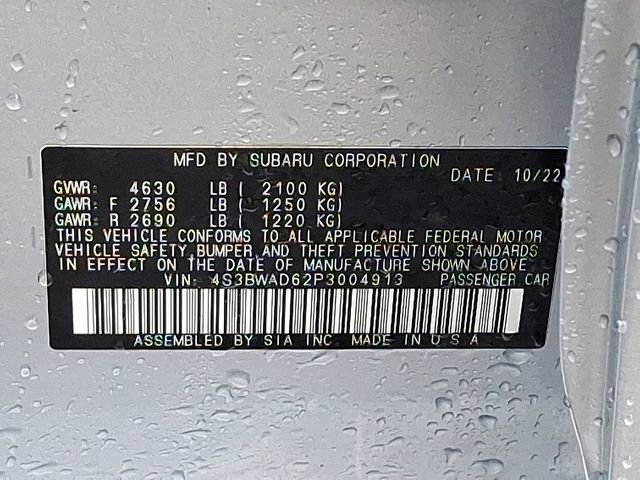 MFD BY SUBARU CORPORATION
DATE: 10/22
GVWR: 4630 LB ( 2100 KG)
GAWR: F 2756 LB ( 1250 KG)
GAWR: R 2690 LB ( 1220 KG)
THIS VEHICLE CONFORMS TO ALL APPLICABLE FEDERAL MOTOR
VEHICLE SAFETY,BUMPER AND THEFT PREVENTION STANDARDS
IN EFFECT ON THE DATE OF MANUFACTURE SHOWN ABOVE.
VIN: 4S3BWAD62P3004913 PASSENGER CAR
ASSEMBLED BY SIA INC. MADE IN U S A